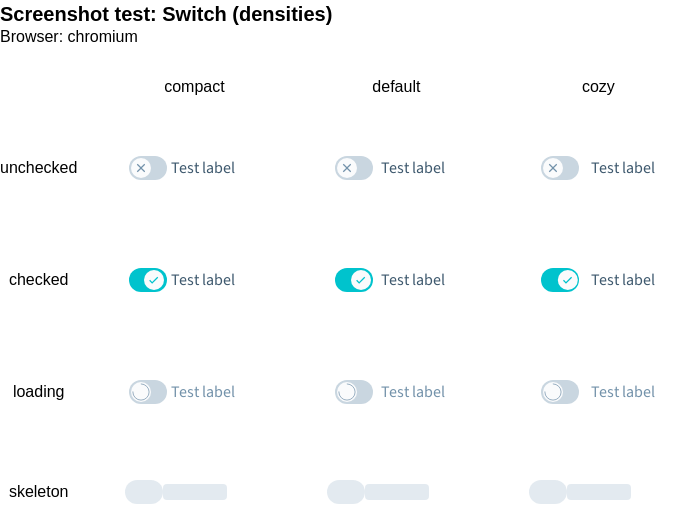 Screenshot test: Switch (densities)
Browser: chromium
compact default cozy
unchecked Test label Test label Test label
checked Test label Test label Test label
loading Test label Test label Test label
skeleton